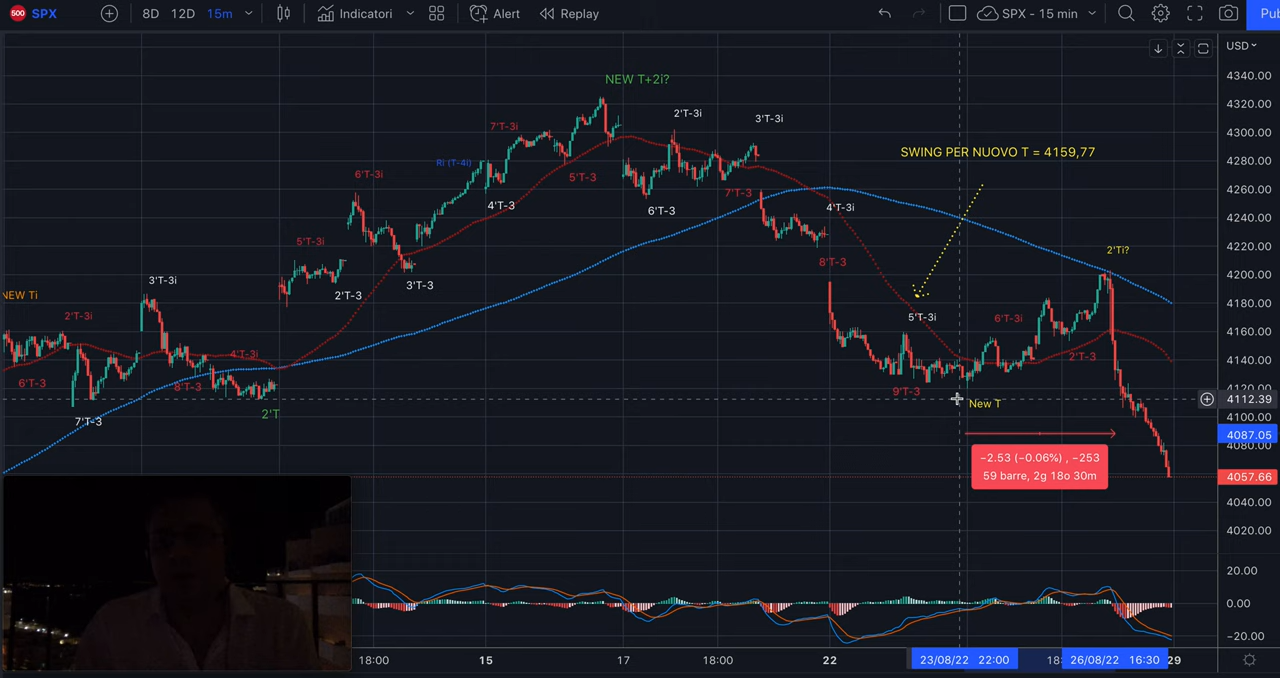 500 SPX 8D 12D 15m Indicatori Alert Replay SPX - 15 min Pub
USD
4340.00
NEW T+2i?
4320.00
2'T-3i
3'T-3i
7'T-3i
4300.00
SWING PER NUOVO T = 4159,77
Ri (T-4i)
4280.00
6'T-3i
5'T-3
7'T-3
4260.00
4'T-3
6'T-3
4'T-3i
4240.00
5'T-3i
2'Ti?
4220.00
8'T-3
3'T-3i
3'T-3
4200.00
NEW Ti
2'T-3
4180.00
2'T-3i
5'T-3i
6'T-3i
4160.00
4'T-3i
2'T-3
4140.00
6'T-3
8'T-3
9'T-3
4120.00
4112.39
New T
7'T-3
2'T
4100.00
4087.05
4080.00
−2.53 (−0.06%) , −253
59 barre, 2g 18o 30m
4057.66
4040.00
4020.00
20.00
0.00
−20.00
18:00 15 17 18:00 22 23/08/22 22:00 18: 26/08/22 16:30 29